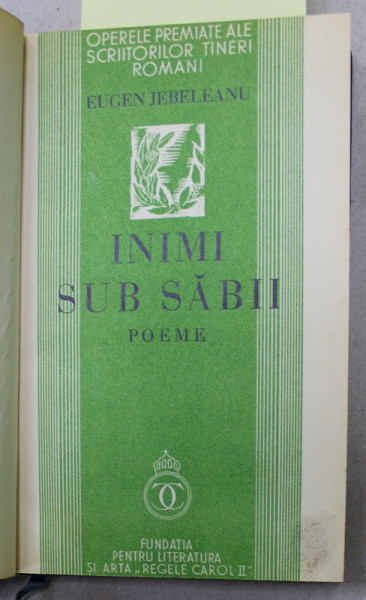 OPERELE PREMIATE ALE
SCRIITORILOR TINERI
ROMANI
EUGEN JEBELEANU
INIMI
SUB SĂBII
POEME
FUNDATIA
PENTRU LITERATURA
ȘI ARTA „REGELE CAROL II"